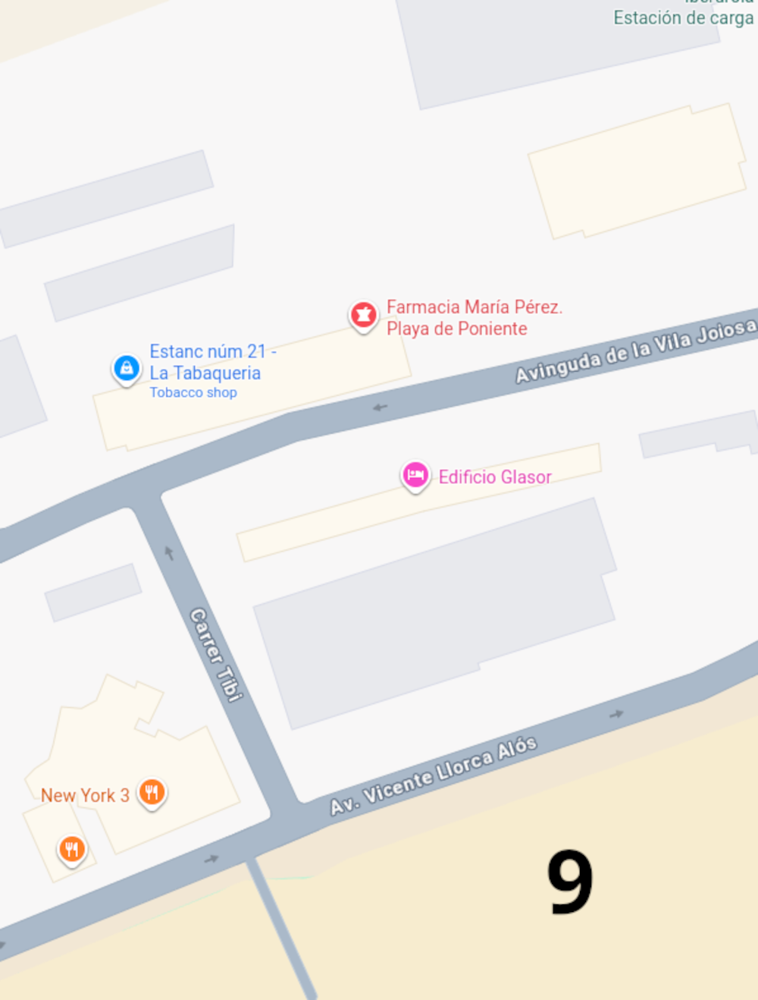 Estación de carga
Farmacia María Pérez.
Playa de Poniente
Avinguda de la Vila Joiosa
Estanc núm 21 -
La Tabaqueria
Tobacco shop
Edificio Glasor
Carrer Tibi
Av. Vicente Llorca Alós
New York 3
9